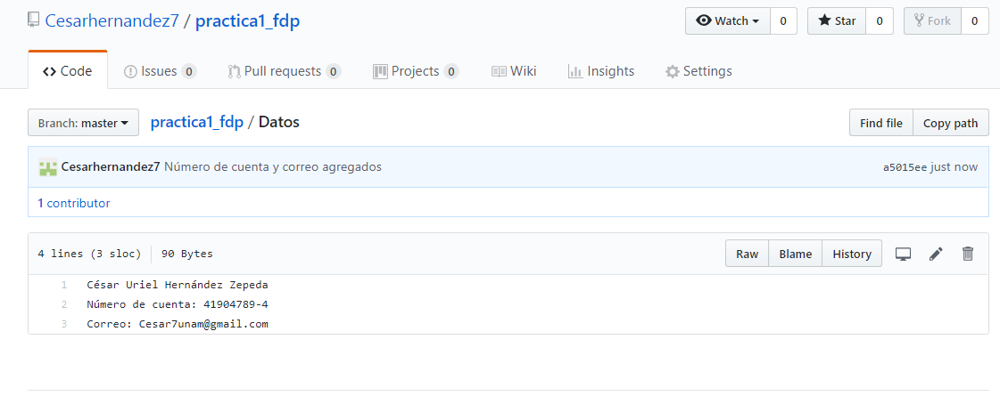 Cesarhernandez7 / practica1_fdp Watch 0 Star 0 Fork 0
Code Issues 0 Pull requests 0 Projects 0 Wiki Insights Settings
Branch: master practica1_fdp / Datos Find file Copy path
Cesarhernandez7 Número de cuenta y correo agregados a5015ee just now
1 contributor
4 lines (3 sloc) 90 Bytes Raw Blame History
1 César Uriel Hernández Zepeda
2 Número de cuenta: 41904789-4
3 Correo: Cesar7unam@gmail.com